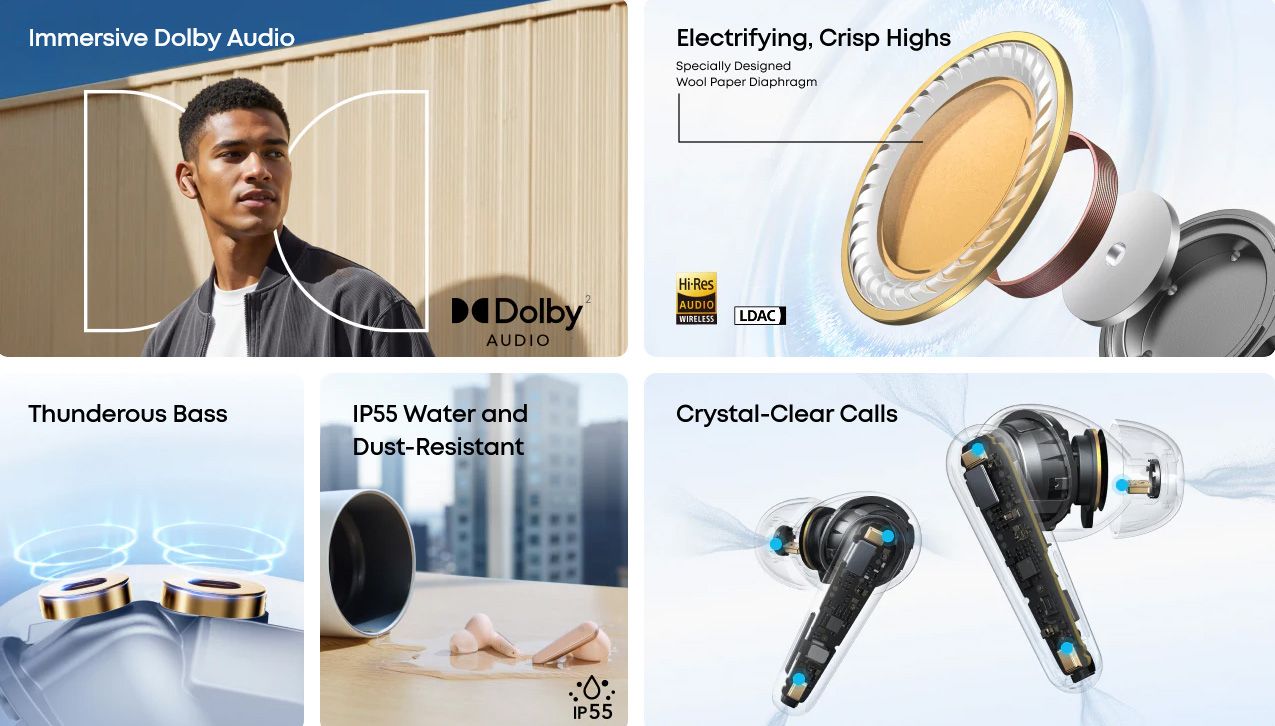 Immersive Dolby Audio
Dolby 2
AUDIO
Electrifying, Crisp Highs
Specially Designed
Wool Paper Diaphragm
Hi-Res
AUDIO
WIRELESS
LDAC
Thunderous Bass
IP55 Water and
Dust-Resistant
IP55
Crystal-Clear Calls